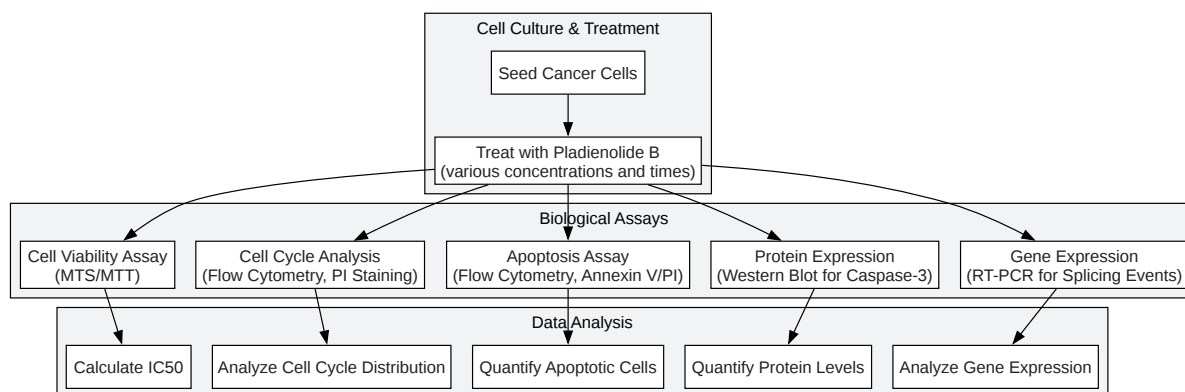 Cell Culture & Treatment
Seed Cancer Cells
Treat with Pladienolide B
(various concentrations and times)
Biological Assays
Cell Viability Assay
(MTS/MTT)
Cell Cycle Analysis
(Flow Cytometry, PI Staining)
Apoptosis Assay
(Flow Cytometry, Annexin V/PI)
Protein Expression
(Western Blot for Caspase-3)
Gene Expression
(RT-PCR for Splicing Events)
Data Analysis
Calculate IC50
Analyze Cell Cycle Distribution
Quantify Apoptotic Cells
Quantify Protein Levels
Analyze Gene Expression